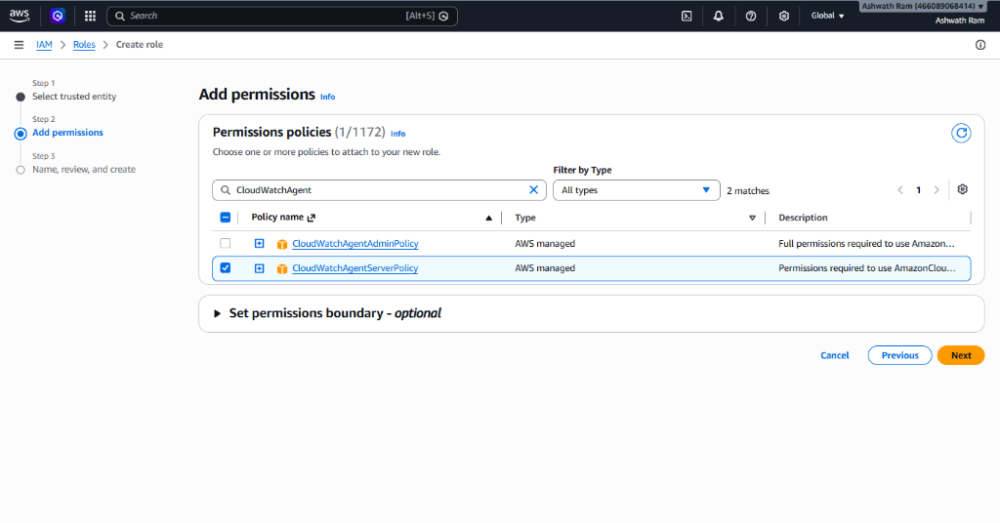 aws
Search [Alt+S]
Global
Ashwath Ram (466089068414)
Ashwath Ram
IAM > Roles > Create role
Step 1
Select trusted entity
Step 2
Add permissions
Step 3
Name, review, and create
Add permissions Info
Permissions policies (1/1172) Info
Choose one or more policies to attach to your new role.
Filter by Type
CloudWatchAgent All types 2 matches 1
Policy name Type Description
CloudWatchAgentAdminPolicy AWS managed Full permissions required to use Amazon...
CloudWatchAgentServerPolicy AWS managed Permissions required to use AmazonClou...
Set permissions boundary - optional
Cancel Previous Next